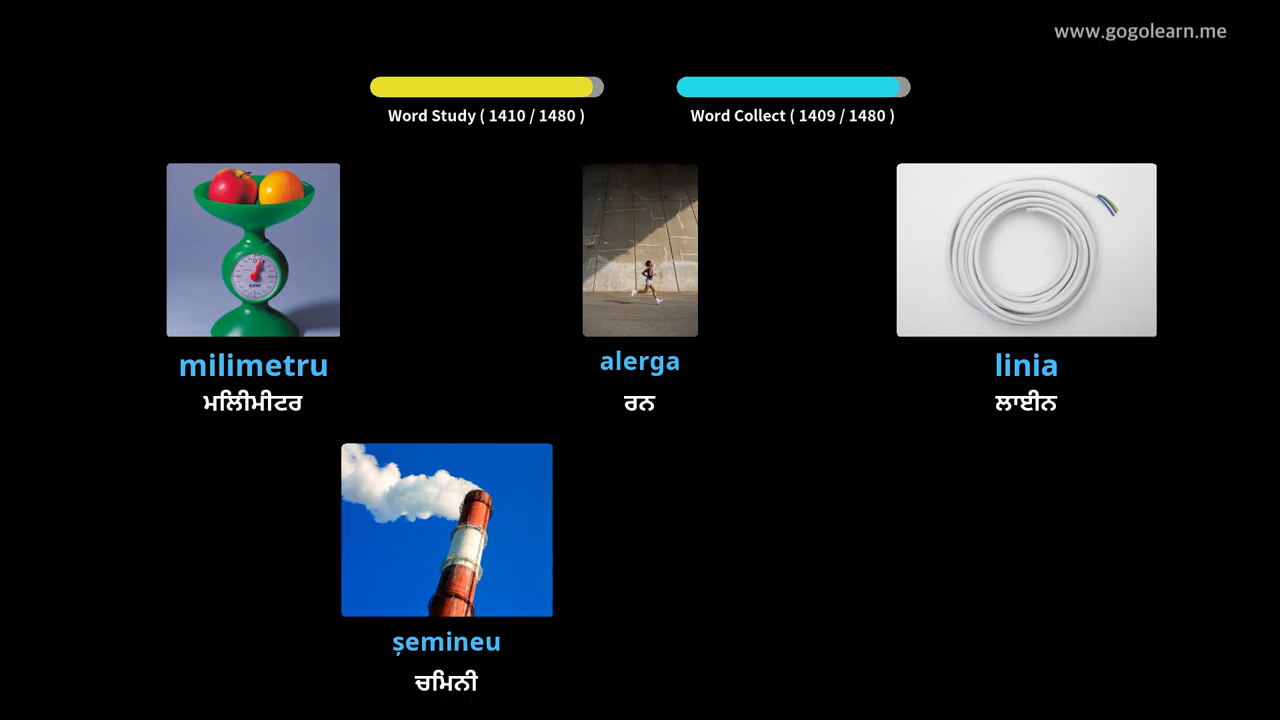 www.gogolearn.me
Word Study ( 1410 / 1480 )
Word Collect ( 1409 / 1480 )
milimetru
ਮਲਿੀਮੀਟਰ
alerga
ਰਨ
linia
ਲਾਈਨ
șemineu
ਚਮਿਨੀ